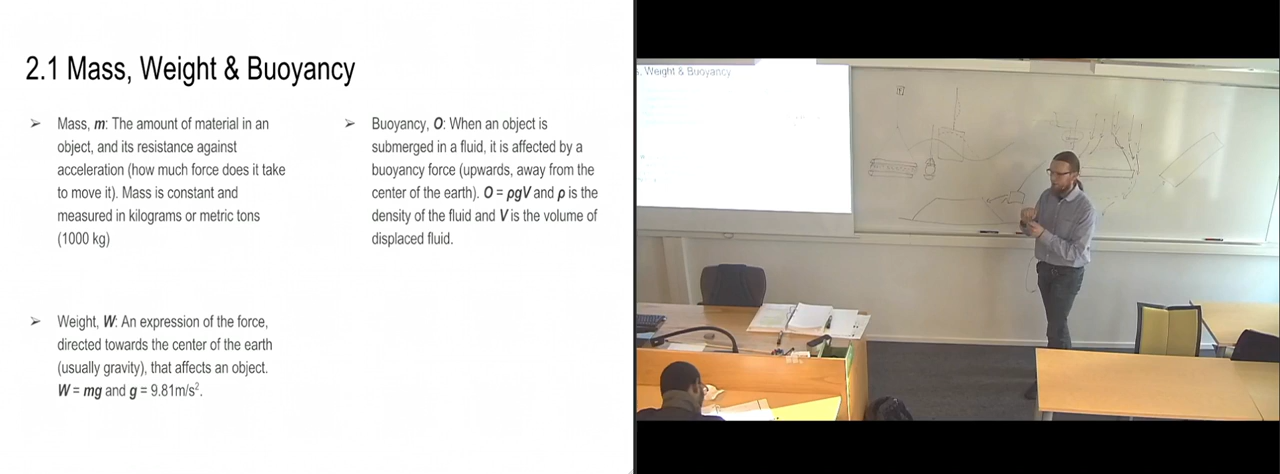 2.1 Mass, Weight & Buoyancy
➢ Mass, m: The amount of material in an
object, and its resistance against
acceleration (how much force does it take
to move it). Mass is constant and
measured in kilograms or metric tons
(1000 kg)
➢ Weight, W: An expression of the force,
directed towards the center of the earth
(usually gravity), that affects an object.
W = mg and g = 9.81m/s².
➢ Buoyancy, O: When an object is
submerged in a fluid, it is affected by a
buoyancy force (upwards, away from the
center of the earth). O = ρgV and ρ is the
density of the fluid and V is the volume of
displaced fluid.
, Weight & Buoyancy